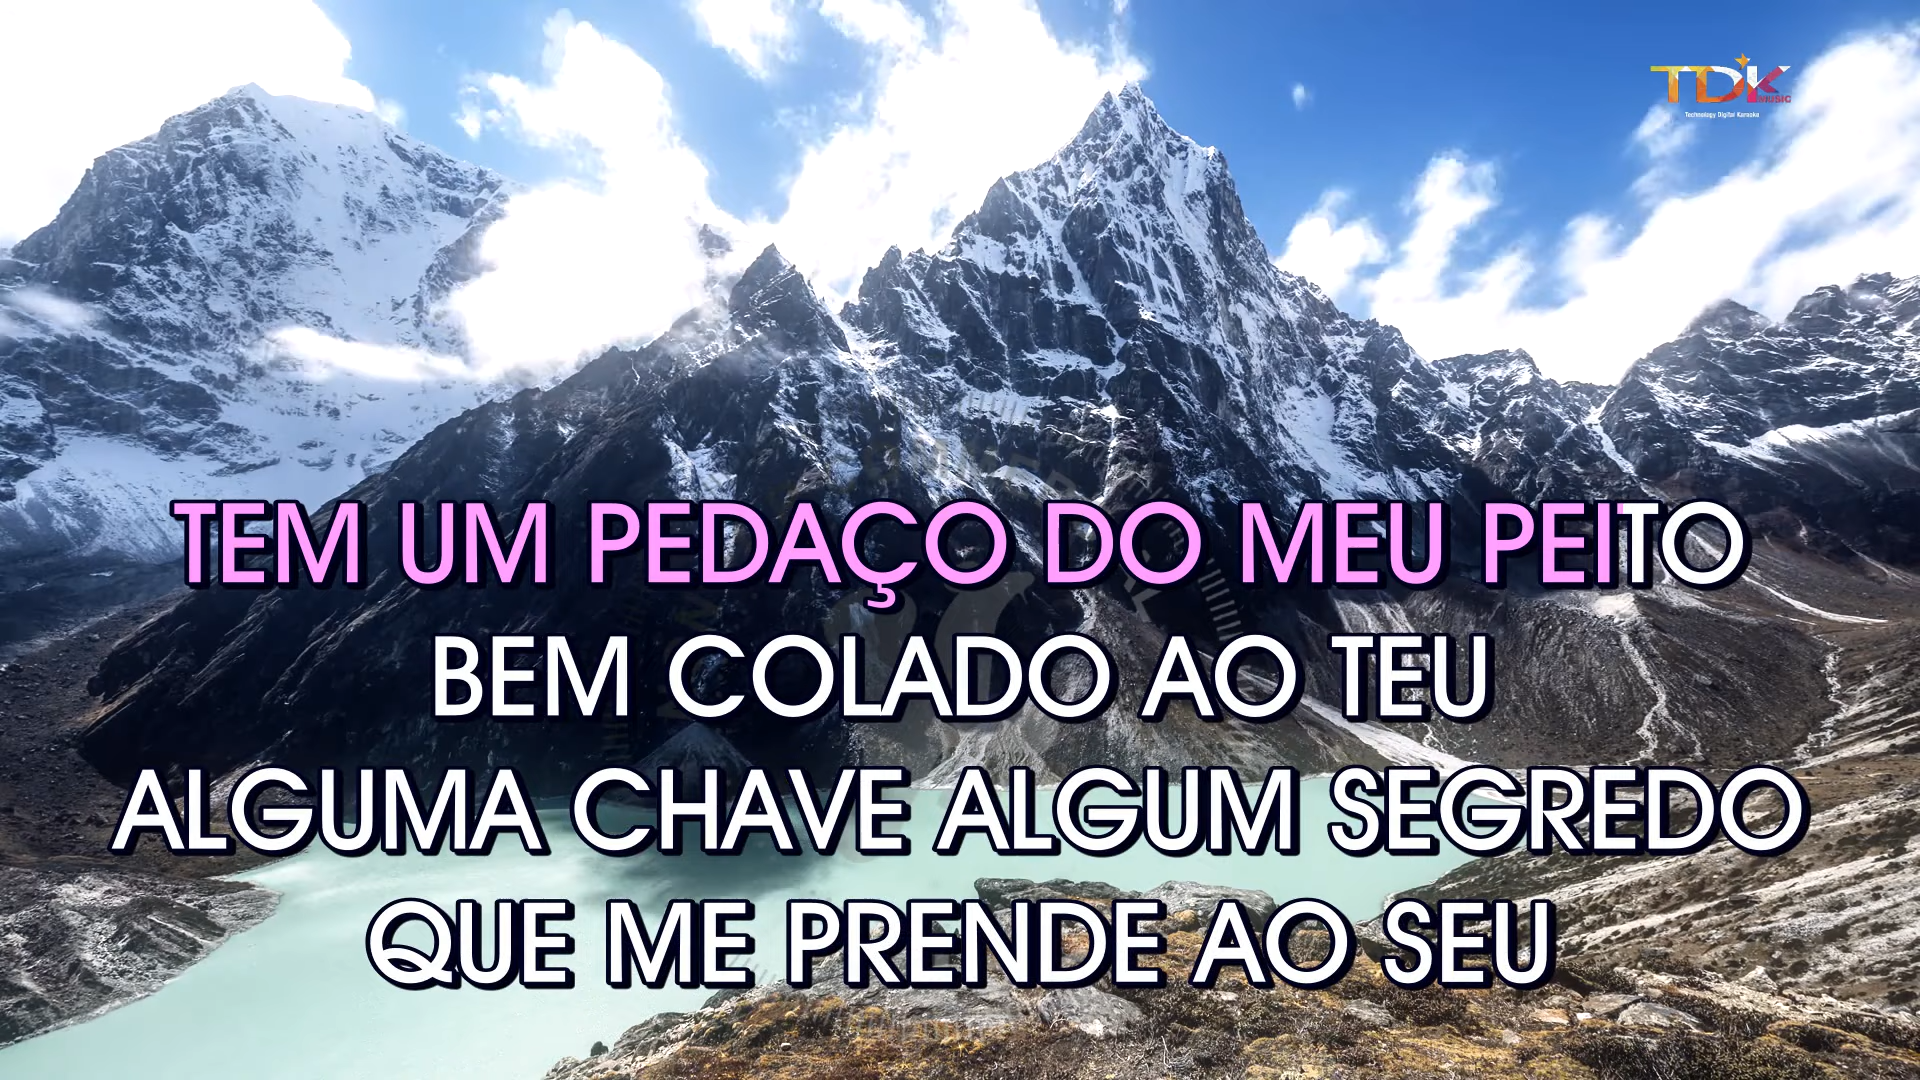 TDK
MUSIC
Technology Digital Karaoke
TEM UM PEDAÇO DO MEU PEITO
BEM COLADO AO TEU
ALGUMA CHAVE ALGUM SEGREDO
QUE ME PRENDE AO SEU